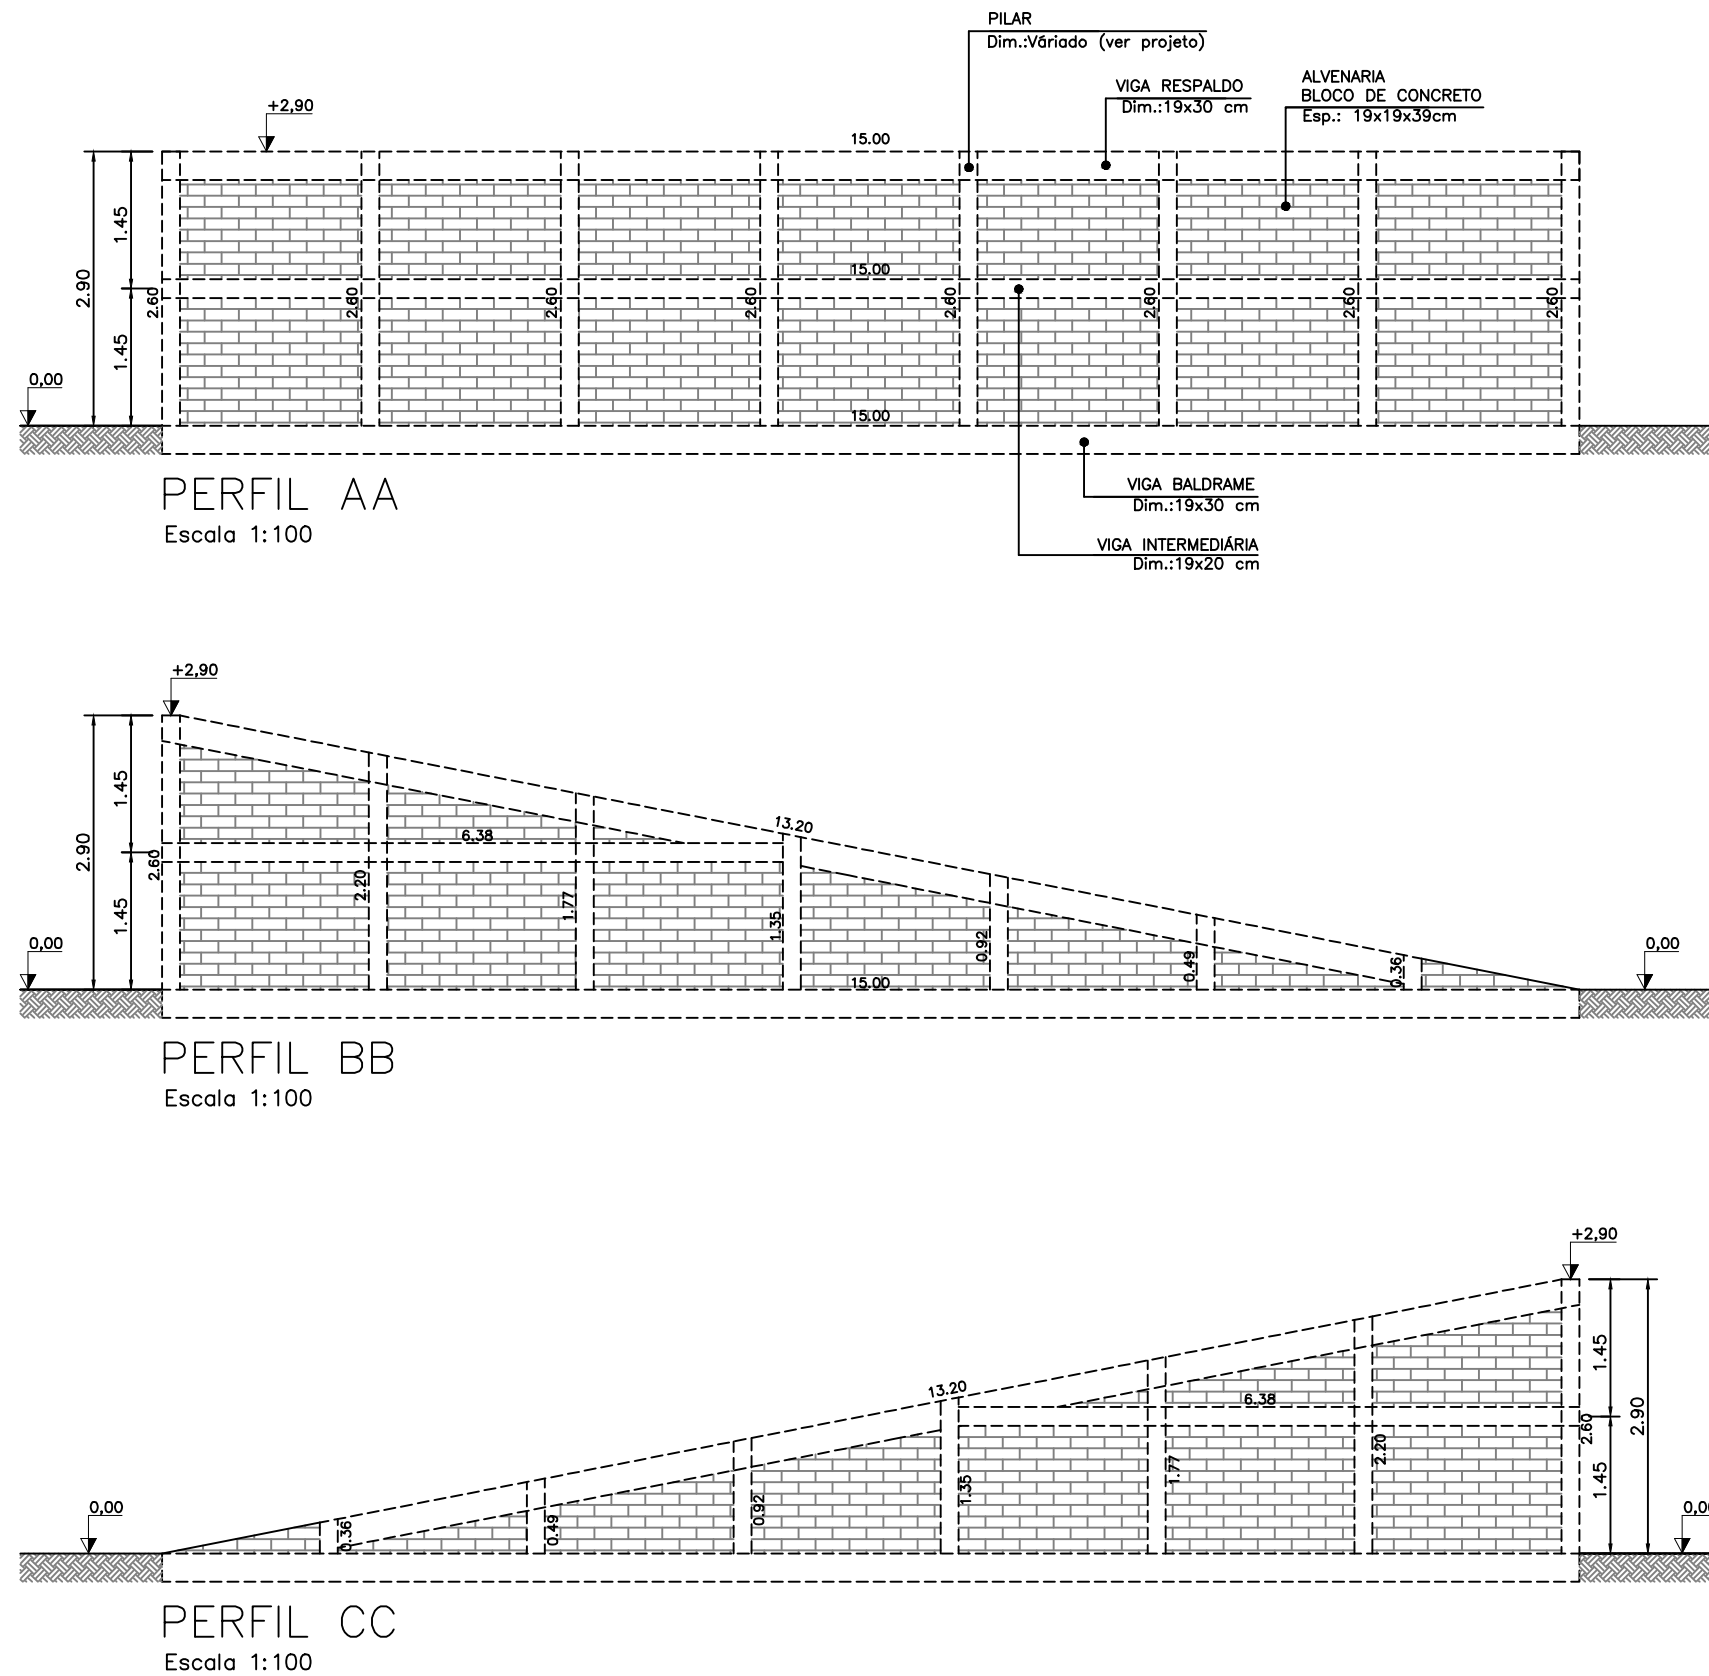 PILAR
Dim.:Váriado (ver projeto)
VIGA RESPALDO
Dim.:19x30 cm
ALVENARIA
BLOCO DE CONCRETO
Esp.: 19x19x39cm
+2,90
15.00
2.90
1.45
1.45
15.00
2.60
2.60
2.60
2.60
2.60
2.60
2.60
2.60
0,00
15.00
VIGA BALDRAME
Dim.:19x30 cm
VIGA INTERMEDIÁRIA
Dim.:19x20 cm
PERFIL AA
Escala 1:100
+2,90
2.90
1.45
1.45
13.20
6.38
2.60
2.20
1.77
1.35
0.92
0.49
0.36
0,00
15.00
0,00
PERFIL BB
Escala 1:100
+2,90
13.20
6.38
1.45
1.45
2.90
0,00
0.36
0.49
0.92
1.35
1.77
2.20
2.60
0,0
PERFIL CC
Escala 1:100